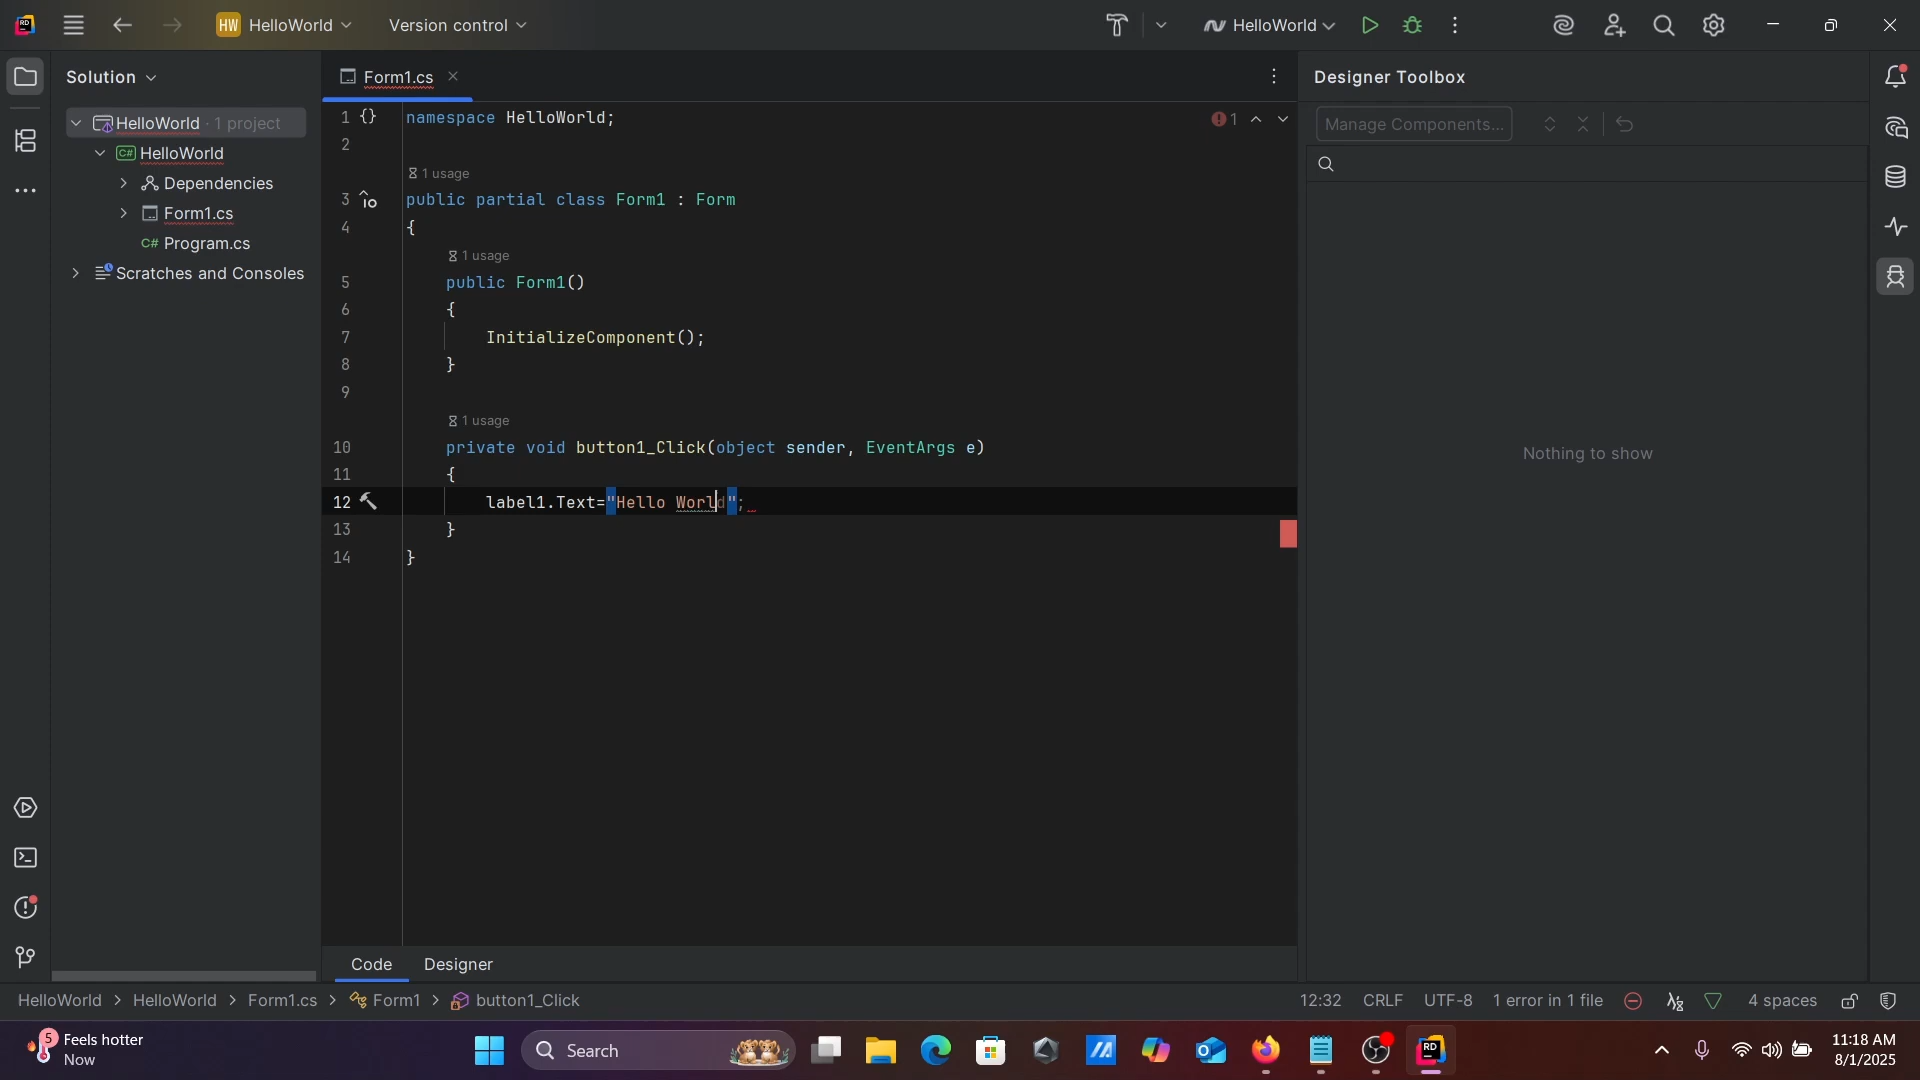 HW HelloWorld
Version control
HelloWorld
Solution
Form1.cs
Designer Toolbox
HelloWorld · 1 project
HelloWorld
Dependencies
Form1.cs
Program.cs
Scratches and Consoles
1 namespace HelloWorld;
1
2
1 usage
3 public partial class Form1 : Form
4 {
1 usage
5 public Form1()
6 {
7 InitializeComponent();
8 }
9
1 usage
10 private void button1_Click(object sender, EventArgs e)
11 {
12 label1.Text="Hello World";
13 }
14 }
Manage Components...
Nothing to show
Code Designer
HelloWorld > HelloWorld > Form1.cs > Form1 > button1_Click
12:32 CRLF UTF-8 1 error in 1 file 4 spaces
5
Feels hotter
Now
Search
RD
11:18 AM
8/1/2025